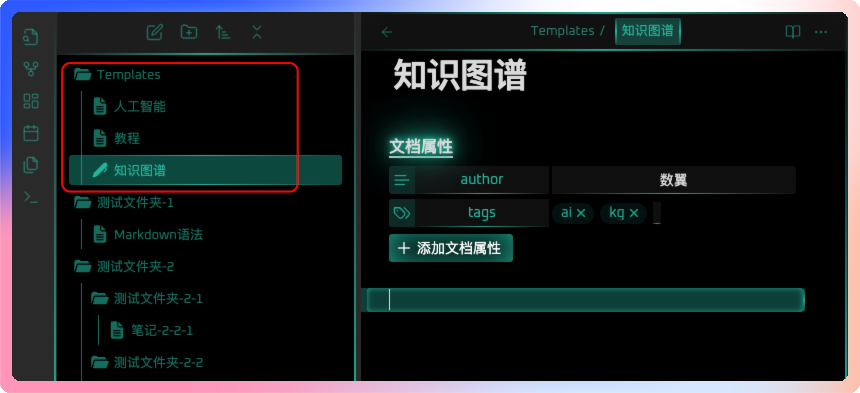 Templates
人工智能
教程
知识图谱
测试文件夹-1
Markdown语法
测试文件夹-2
测试文件夹-2-1
笔记-2-2-1
测试文件夹-2-2
Templates / 知识图谱
知识图谱
文档属性
author 数翼
tags ai × kg ×
+ 添加文档属性